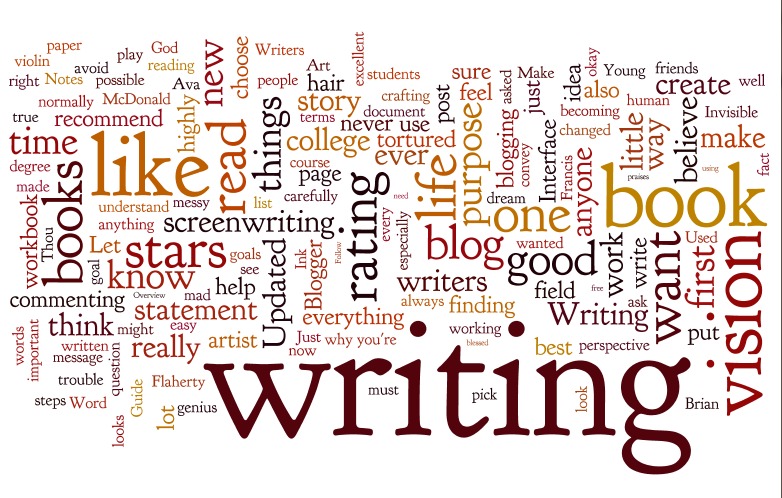 paper
God
Writers
violin
avoid
play
new
choose
Art
excellent
okay
right
Notes
possible
reading
people
hair
students
sure
Make
idea
Young
friends
normally
McDonald
Ava
highly
story
crafting
feel
asked
just
also
create
well
true
recommend
things
terms
document
post
becoming
human
Invisible
time
like
read
college
never use
tortured
purpose
blogging
Interface
changed
little
way
believe
make
degree
course
ever
convey
fact
made
books
page
life
dream
Francis
anyone
praises
using
understand
messy
list
carefully
rating
need
one
book
workbook
Thou
anything
screenwriting
every
especially
Let
stars
goals
Ink
Blogger
Follow
blog
wanted
good
work
write
want
Used
first
vision
goal
know
see
Updated
help
writers
field
free
ask
commenting
Overview
mad
statement
always
finding
Writing
think
might
easy
everything
working
put
words
important
written
message
question
really
artist
Just
why you're
now
blessed
best
perspective
trouble
Flaherty
writing
must
pick
look
steps
Word
looks
Guide
lot
genius
Brian